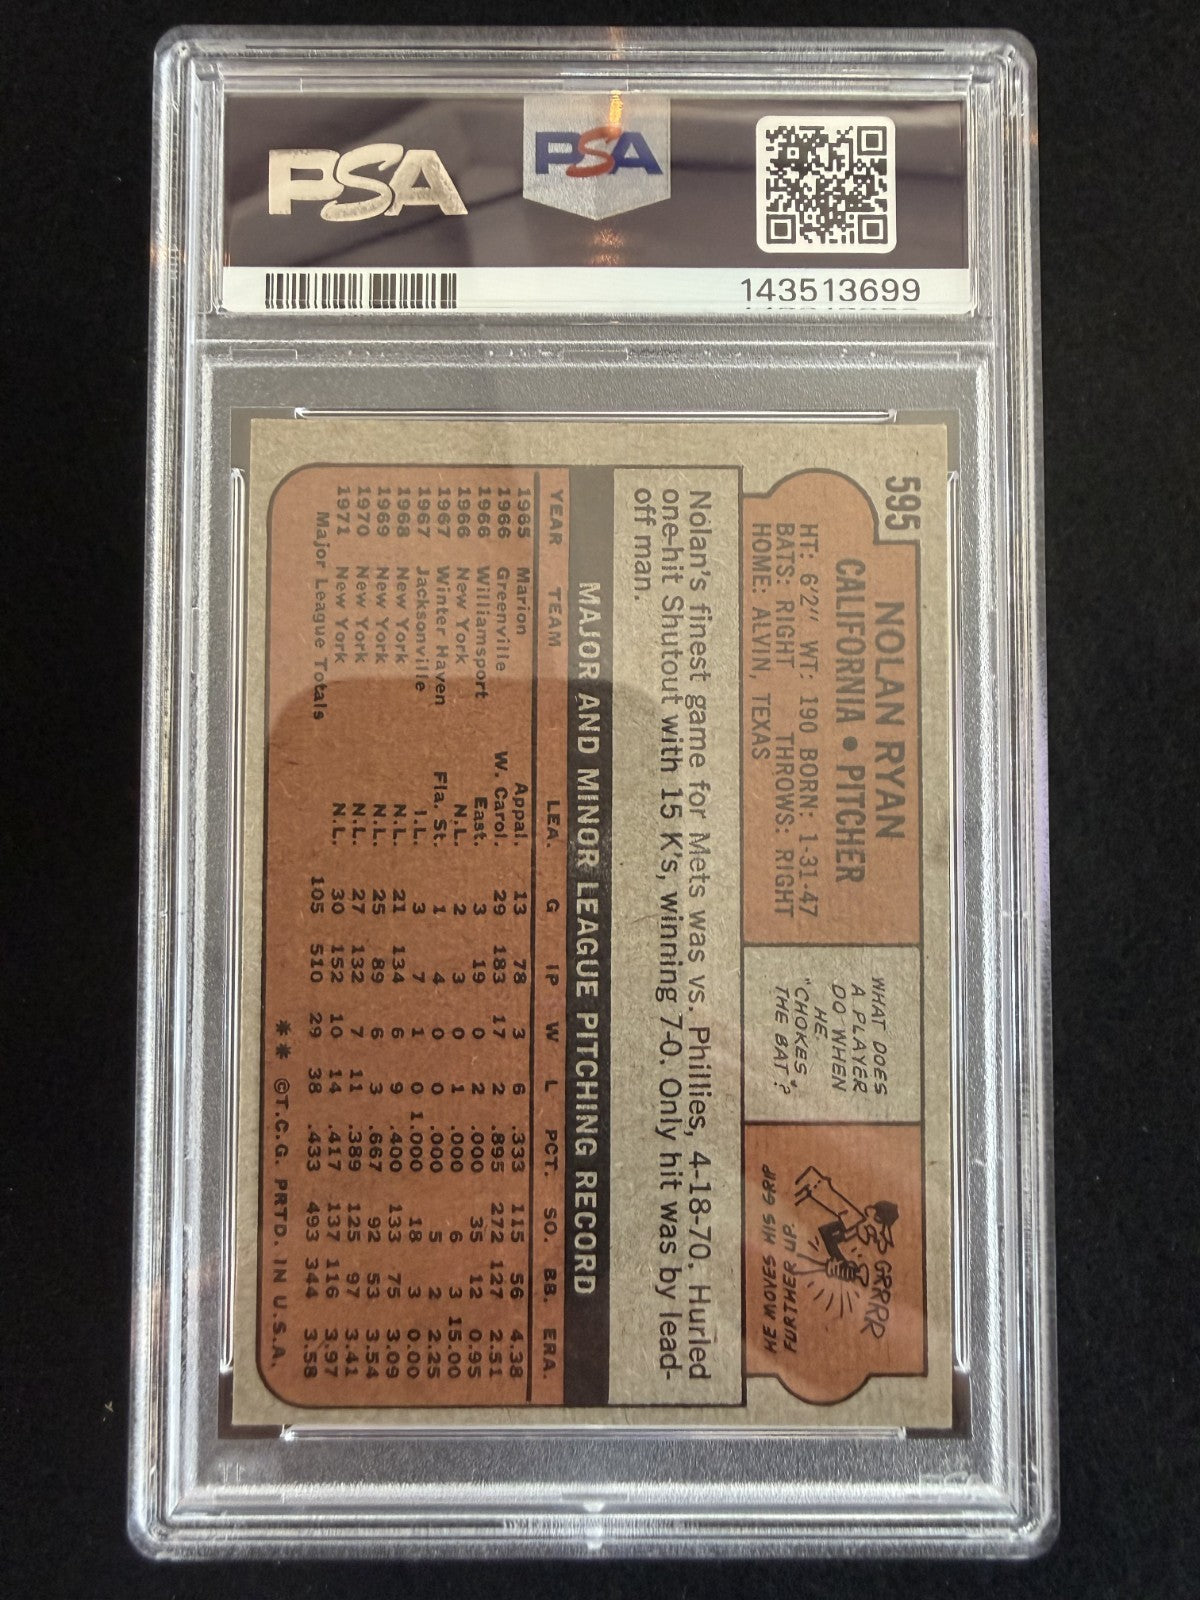 PSA
PSA
143513699
595
NOLAN RYAN
CALIFORNIA • PITCHER
HT: 6'2" WT: 190 BORN: 1-31-47
BATS: RIGHT THROWS: RIGHT
HOME: ALVIN, TEXAS
WHAT DOES
A PLAYER
DO WHEN
HE
"CHOKES"
THE BAT?
GRRRR
HE MOVES HIS GRIP
FURTHER UP
Nolan's finest game for Mets was vs. Phillies, 4-18-70. Hurled
one-hit Shutout with 15 K's, winning 7-0. Only hit was by lead-
off man.
MAJOR AND MINOR LEAGUE PITCHING RECORD
YEAR TEAM LEA. G IP W L PCT. SO. BB. ERA.
1965 Marion Appal. 13 78 3 6 .333 115 56 4.38
1966 Greenville W. Carol. 29 183 17 2 .895 272 127 2.51
1966 Williamsport East. 3 19 0 2 .000 35 12 0.95
1966 New York N.L. 2 3 0 1 .000 6 3 15.00
1967 Winter Haven Fla. St. 1 4 0 0 .000 5 2 2.25
1967 Jacksonville I.L. 3 7 1 0 1.000 18 3 0.00
1968 New York N.L. 21 134 6 9 .400 133 75 3.09
1969 New York N.L. 25 89 6 3 .667 92 53 3.54
1970 New York N.L. 27 132 7 11 .389 125 97 3.41
1971 New York N.L. 30 152 10 14 .417 137 116 3.97
Major League Totals 105 510 29 38 .433 493 344 3.58
** ©T.C.G. PRTD. IN U.S.A.